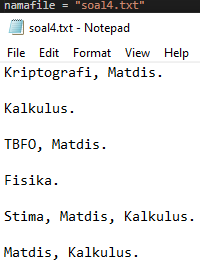 namafile = "soal4.txt"
soal4.txt - Notepad
File Edit Format View Help
Kriptografi, Matdis.
Kalkulus.
TBFO, Matdis.
Fisika.
Stima, Matdis, Kalkulus.
Matdis, Kalkulus.